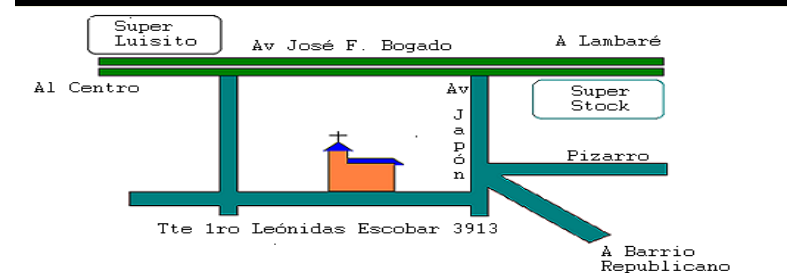 Super
Luisito
Av José F. Bogado
A Lambaré
Al Centro
Av
Japón
Super
Stock
Pizarro
Tte 1ro Leónidas Escobar 3913
A Barrio
Republicano